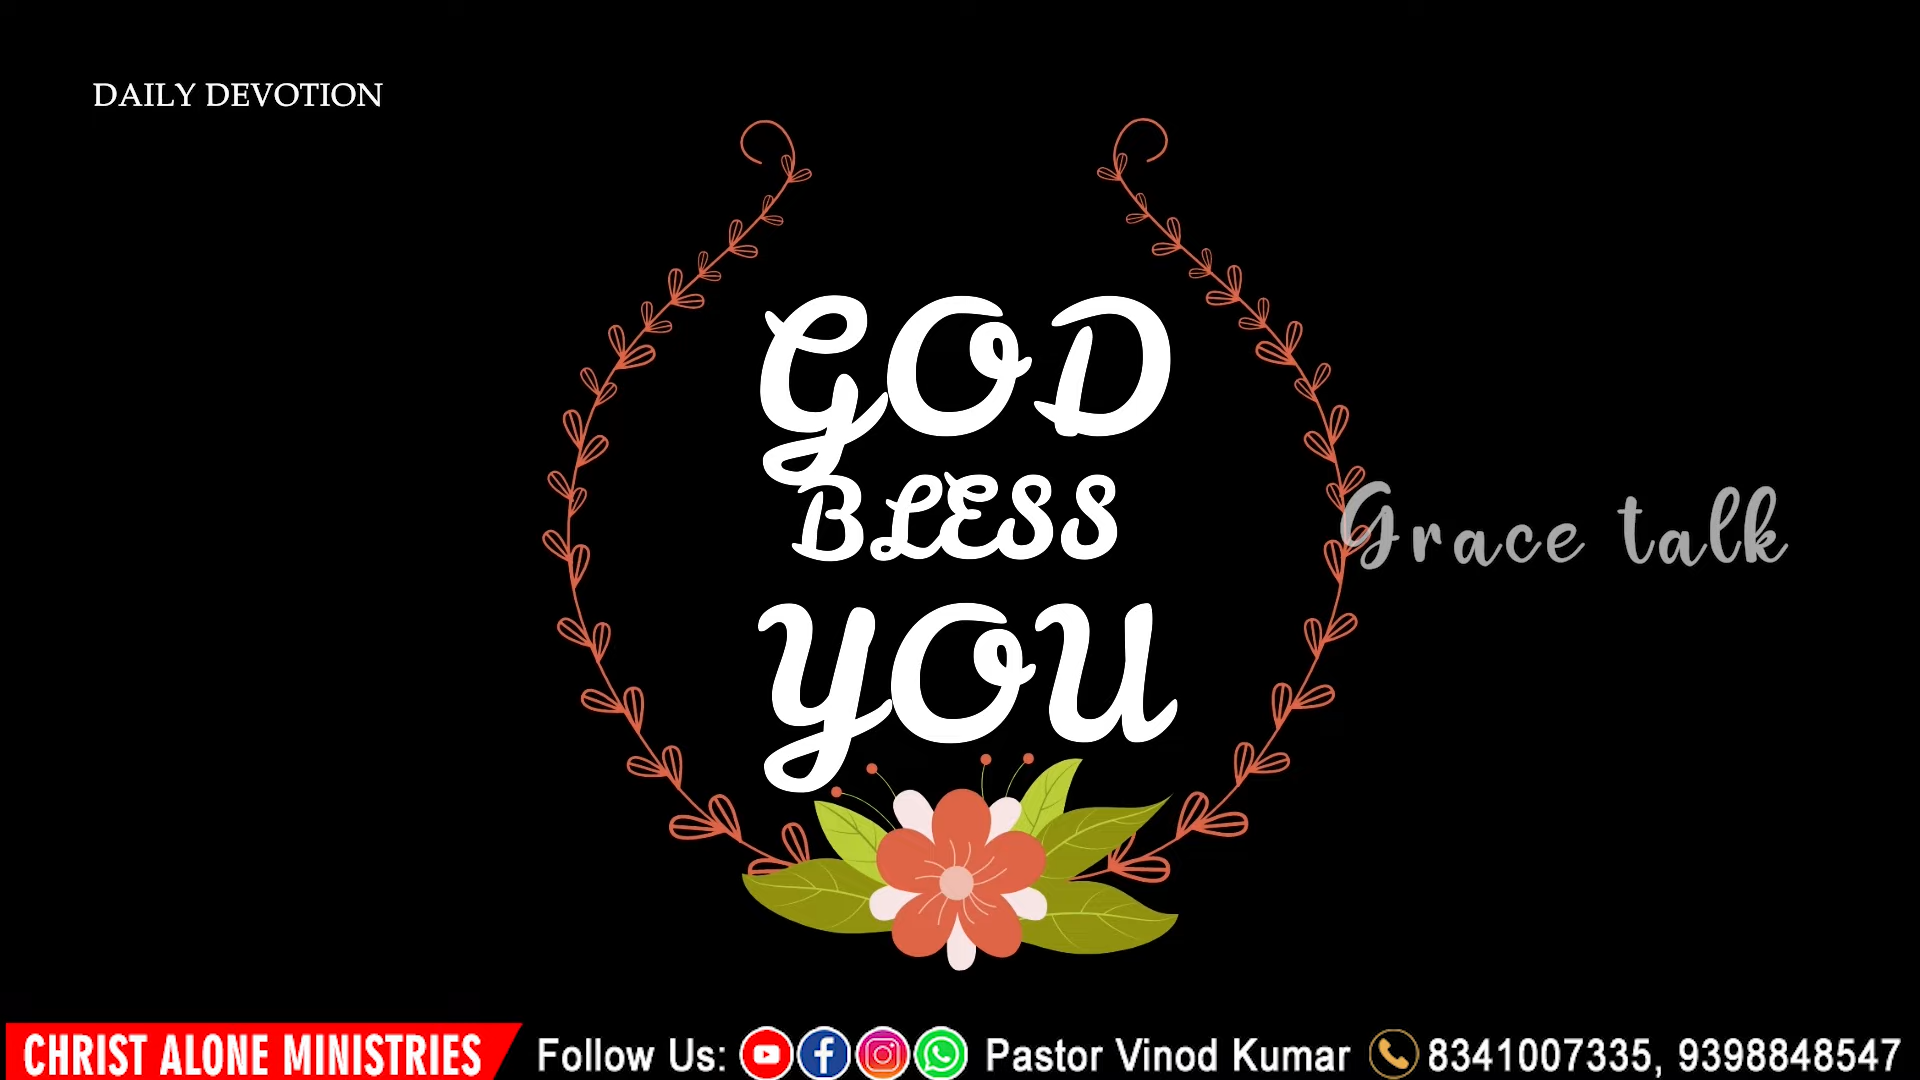 DAILY DEVOTION
GOD
BLESS
YOU
Grace talk
CHRIST ALONE MINISTRIES Follow Us: Pastor Vinod Kumar 8341007335, 9398848547